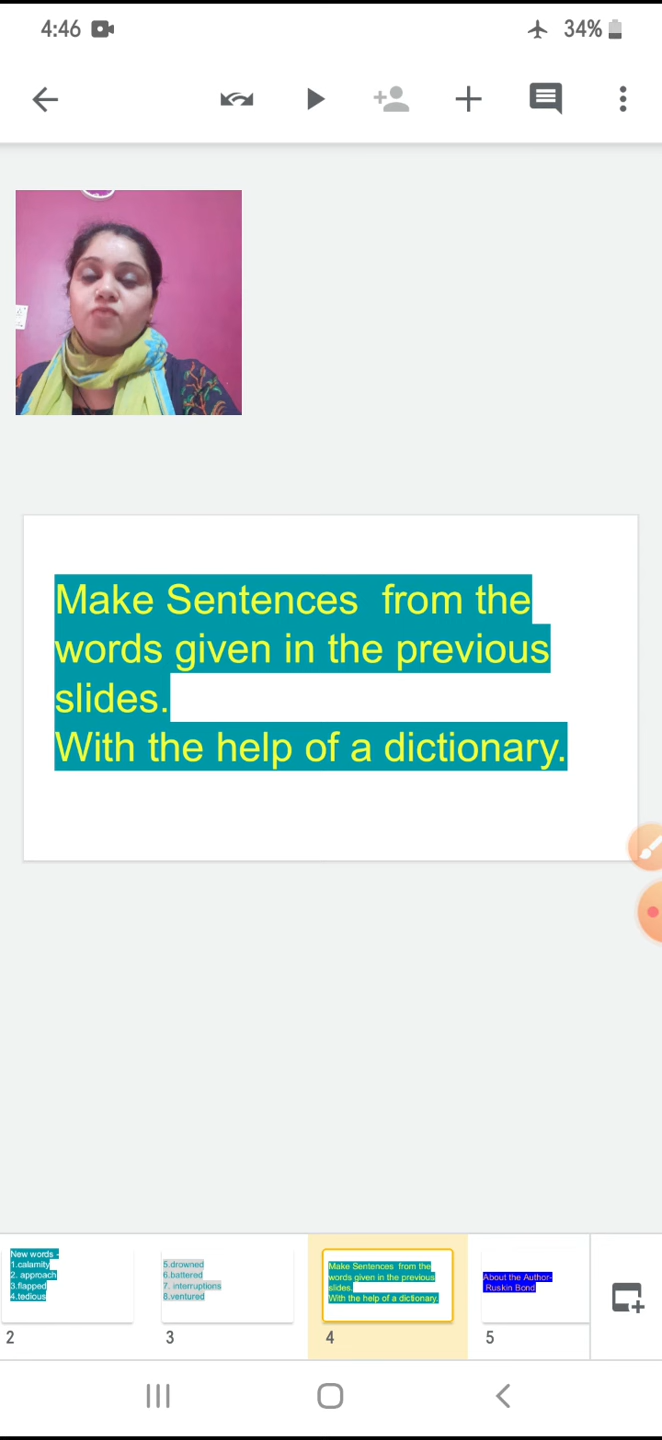 4:46
34%
Make Sentences from the
words given in the previous
slides.
With the help of a dictionary.
New words -
1.calamity
2. approach
3.flapped
4.tedious
2
5.drowned
6.battered
7. interruptions
8.ventured
3
Make Sentences from the
words given in the previous
slides.
With the help of a dictionary.
4
About the Author-
Ruskin Bond
5